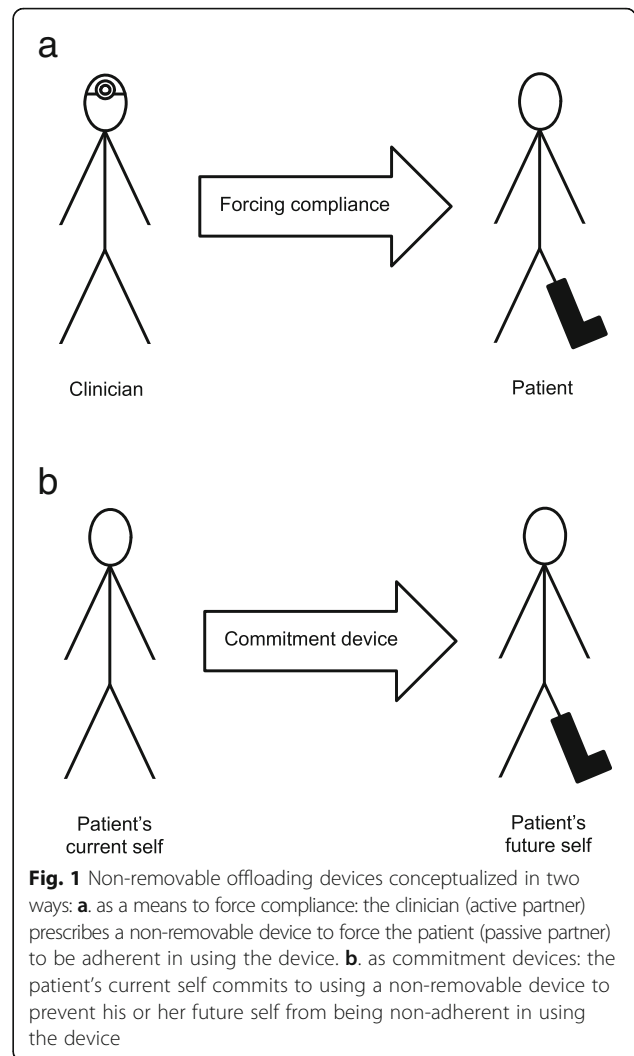 a
Forcing compliance
Clinician
Patient
b
Commitment device
Patient's
current self
Patient's
future self
Fig. 1 Non-removable offloading devices conceptualized in two
ways: a. as a means to force compliance: the clinician (active partner)
prescribes a non-removable device to force the patient (passive partner)
to be adherent in using the device. b. as commitment devices: the
patient's current self commits to using a non-removable device to
prevent his or her future self from being non-adherent in using
the device